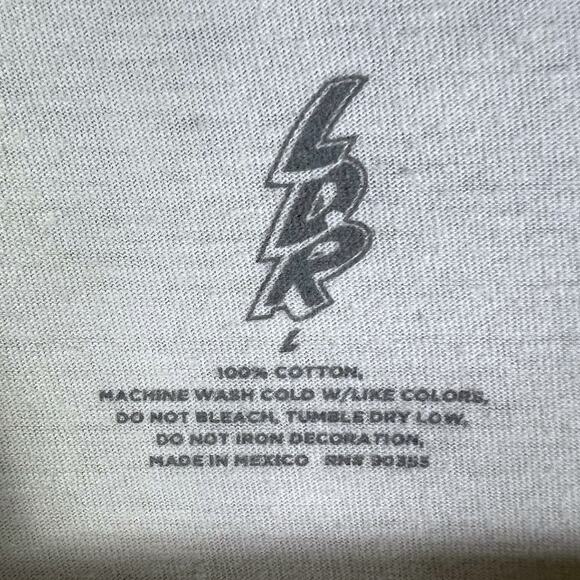 LDR
L
100% COTTON,
MACHINE WASH COLD W/LIKE COLORS,
DO NOT BLEACH, TUMBLE DRY LOW,
DO NOT IRON DECORATION,
MADE IN MEXICO RN# 90355